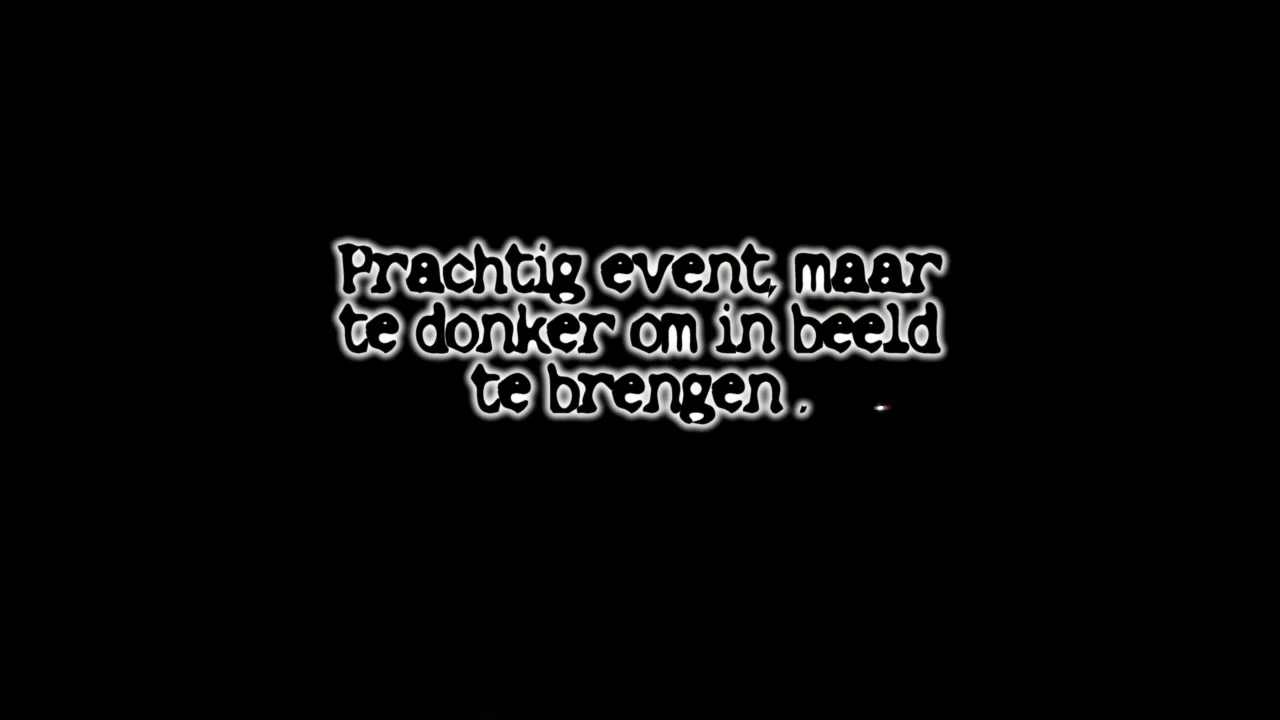 Prachtig event, maar
te donker om in beeld
te brengen .